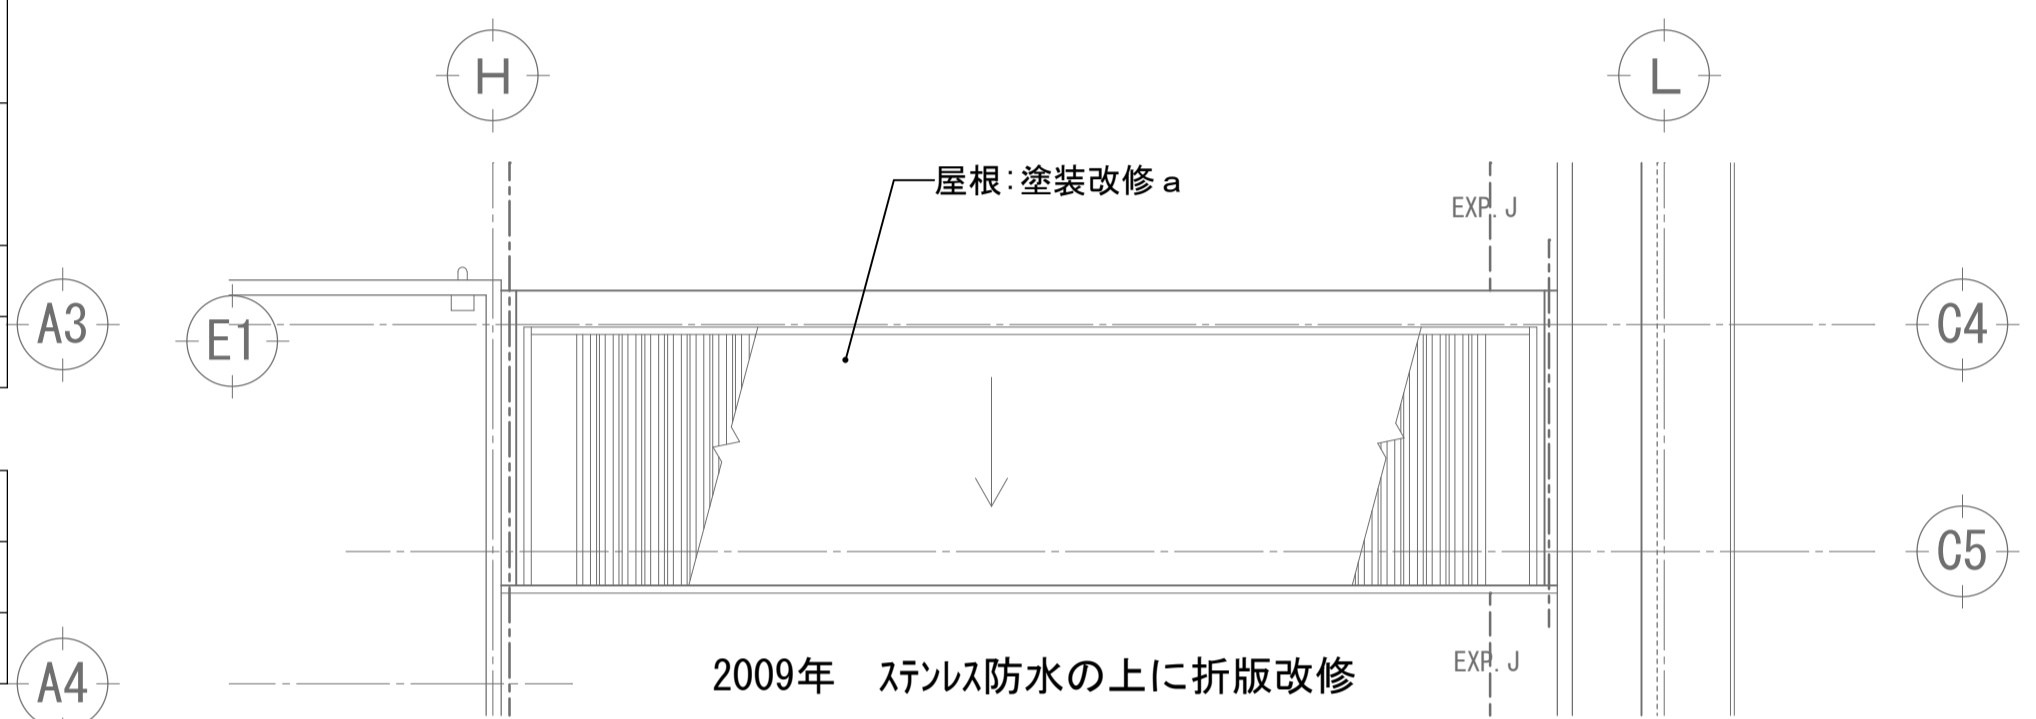 H
L
屋根:塗装改修a
EXP.J
A3
E1
C4
C5
EXP.J
2009年　ステンレス防水の上に折版改修
A4